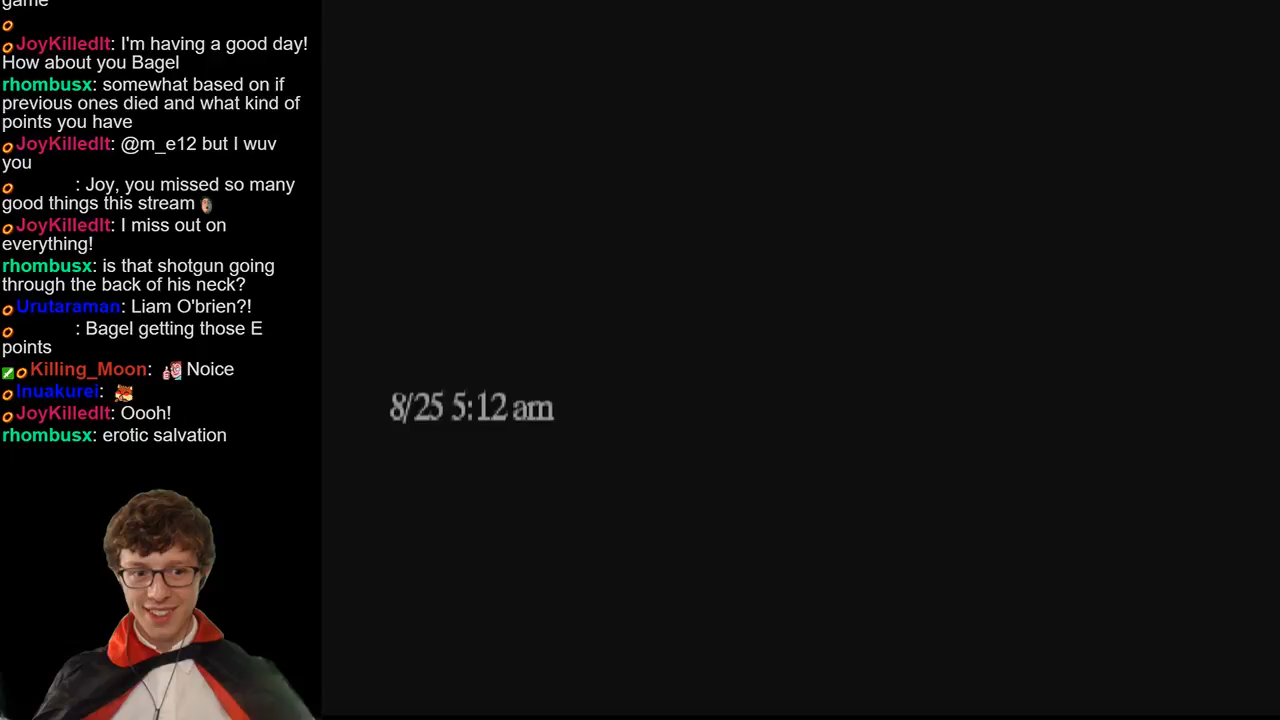 game
JoyKilledIt: I'm having a good day!
How about you Bagel
rhombusx: somewhat based on if
previous ones died and what kind of
points you have
JoyKilledIt: @m_e12 but I wuv
you
: Joy, you missed so many
good things this stream
JoyKilledIt: I miss out on
everything!
rhombusx: is that shotgun going
through the back of his neck?
Urutaraman: Liam O'brien?!
: Bagel getting those E
points
Killing_Moon: Noice
Inuakurei:
JoyKilledIt: Oooh!
rhombusx: erotic salvation
8/25 5:12 am